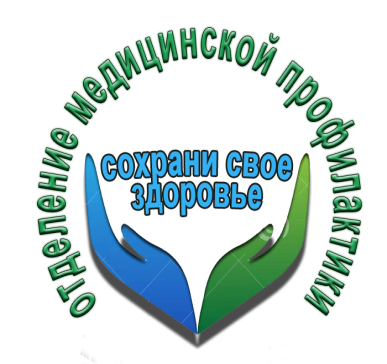 отделение медицинской профилактики
сохрани свое
здоровье